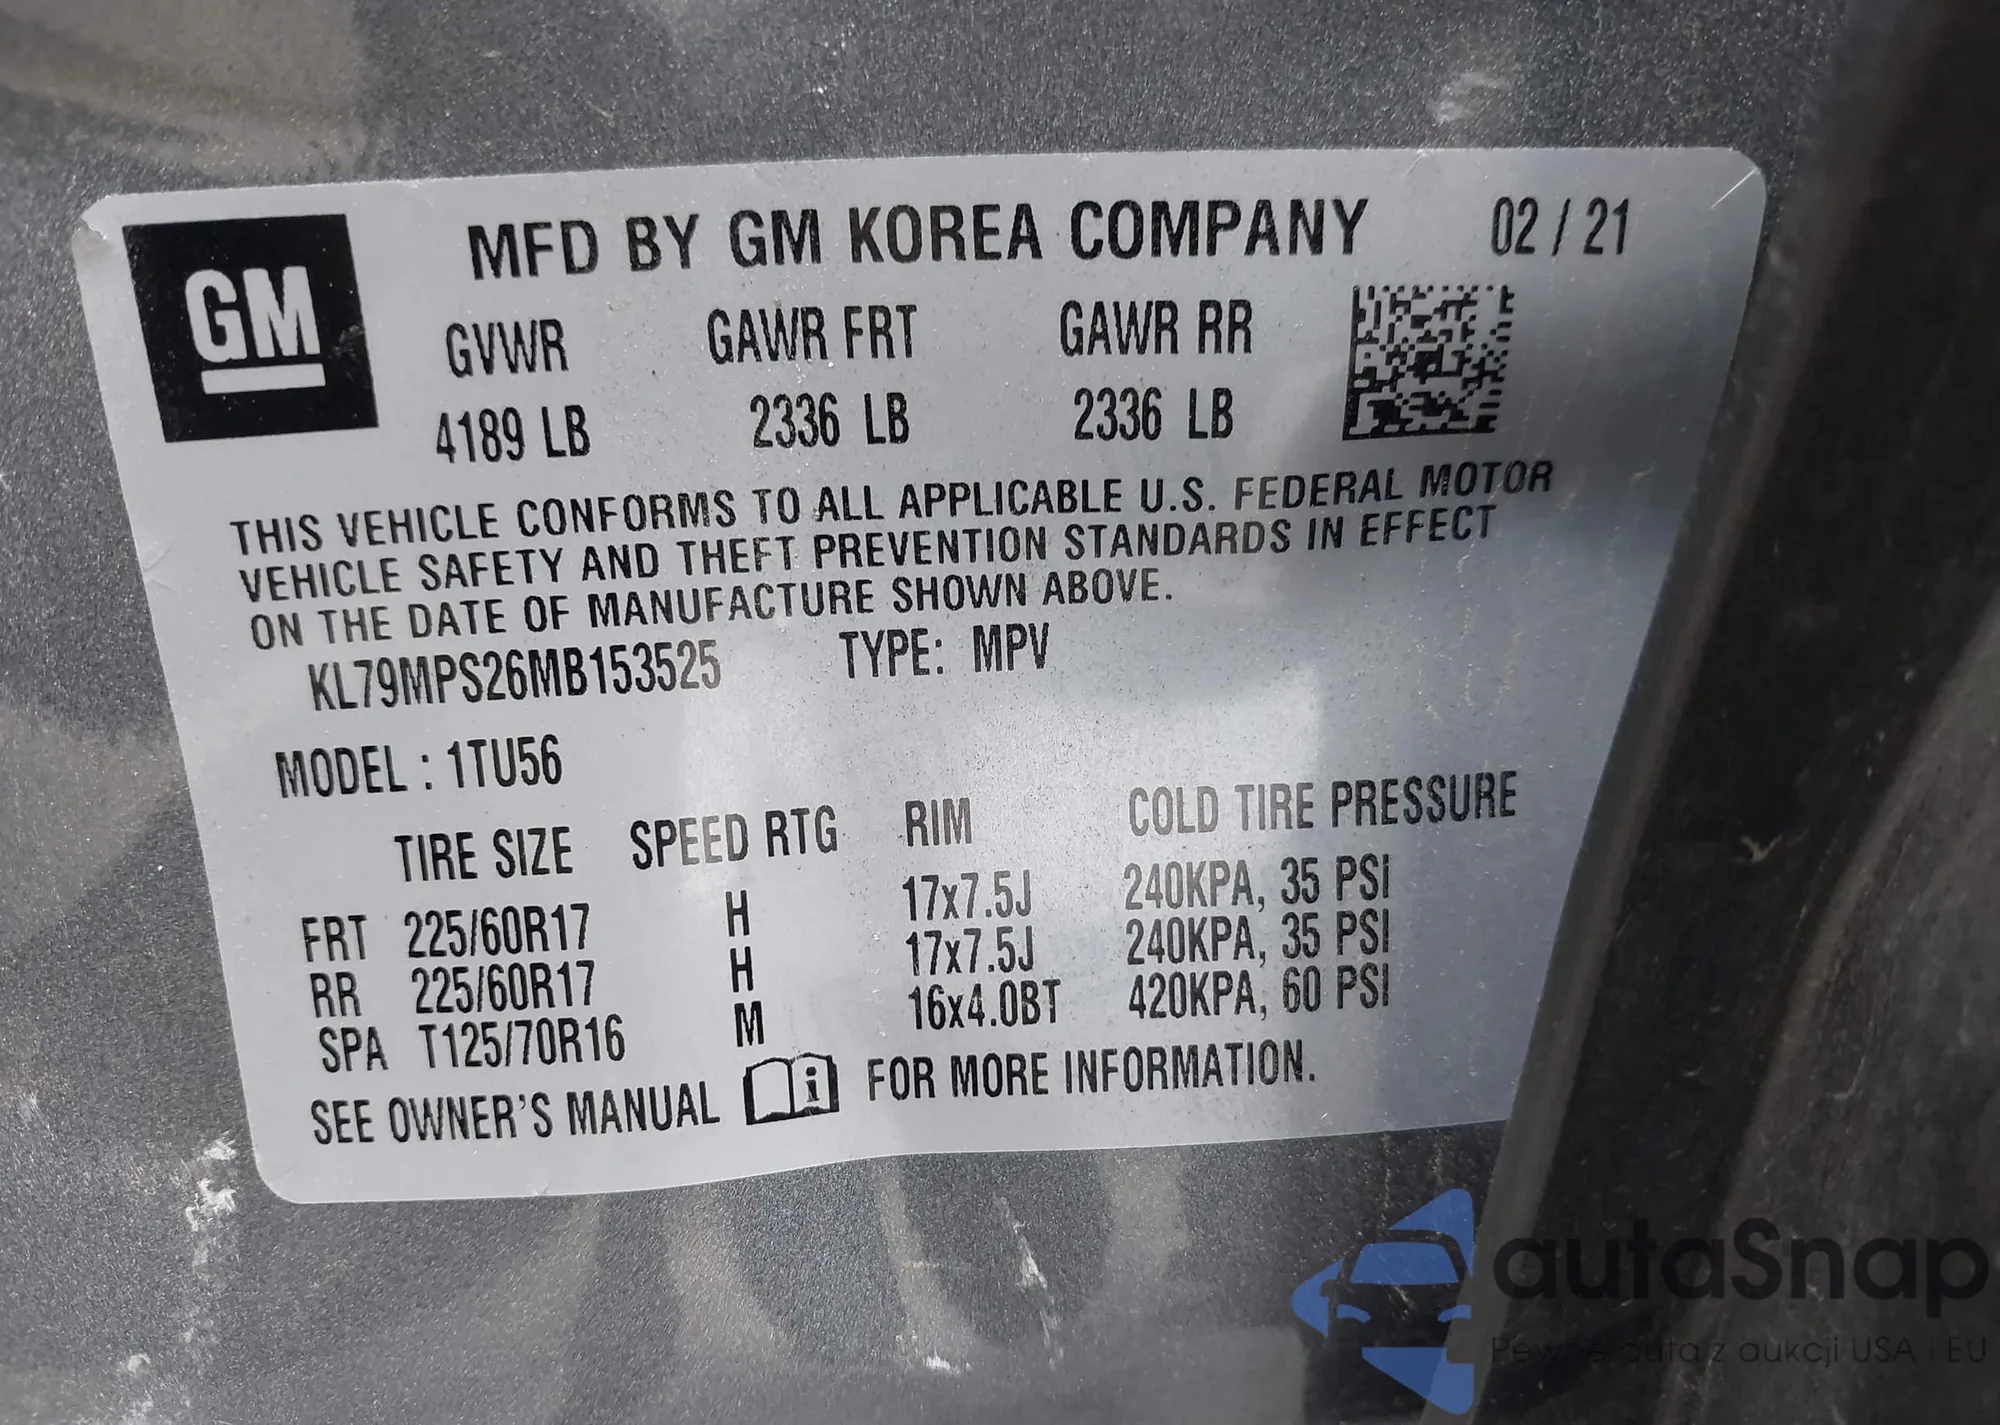 GM
MFD BY GM KOREA COMPANY 02 / 21
GVWR GAWR FRT GAWR RR
4189 LB 2336 LB 2336 LB
THIS VEHICLE CONFORMS TO ALL APPLICABLE U.S. FEDERAL MOTOR
VEHICLE SAFETY AND THEFT PREVENTION STANDARDS IN EFFECT
ON THE DATE OF MANUFACTURE SHOWN ABOVE.
KL79MPS26MB153525 TYPE: MPV
MODEL : 1TU56
TIRE SIZE SPEED RTG RIM COLD TIRE PRESSURE
FRT 225/60R17 H 17x7.5J 240KPA, 35 PSI
RR 225/60R17 H 17x7.5J 240KPA, 35 PSI
SPA T125/70R16 M 16x4.0BT 420KPA, 60 PSI
SEE OWNER'S MANUAL i FOR MORE INFORMATION.
autaSnap
Pewne auta z aukcji USA i EU